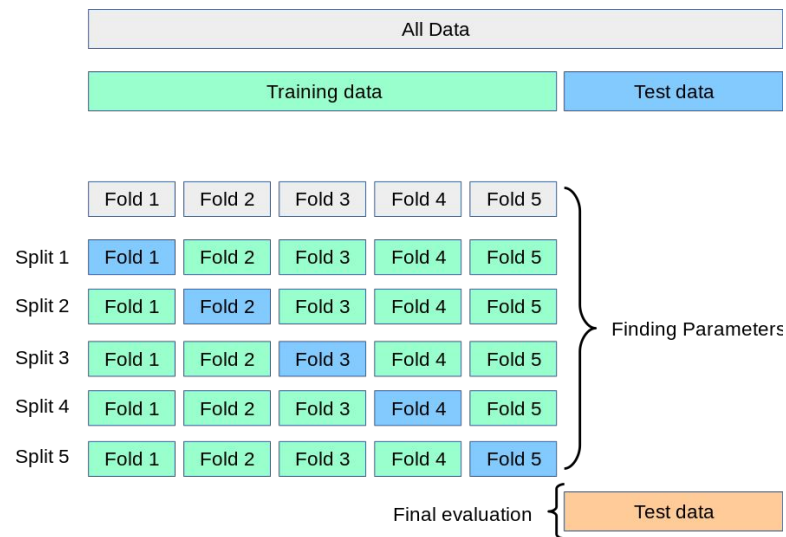 All Data
Training data Test data
Fold 1 Fold 2 Fold 3 Fold 4 Fold 5
Split 1 Fold 1 Fold 2 Fold 3 Fold 4 Fold 5
Split 2 Fold 1 Fold 2 Fold 3 Fold 4 Fold 5
Finding Parameters
Split 3 Fold 1 Fold 2 Fold 3 Fold 4 Fold 5
Split 4 Fold 1 Fold 2 Fold 3 Fold 4 Fold 5
Split 5 Fold 1 Fold 2 Fold 3 Fold 4 Fold 5
Final evaluation Test data